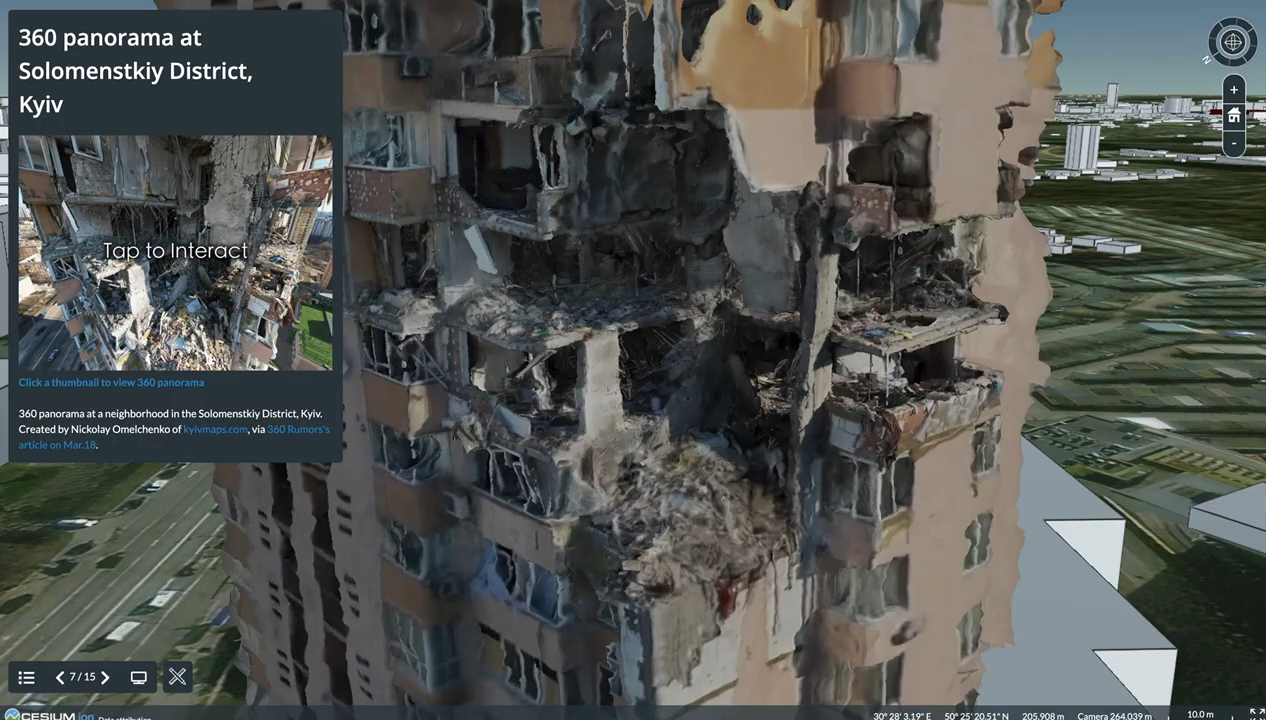 360 panorama at
Solomenstkiy District,
Kyiv
Tap to Interact
Click a thumbnail to view 360 panorama
360 panorama at a neighborhood in the Solomenstkiy District, Kyiv.
Created by Nickolay Omelchenko of kyivmaps.com, via 360 Rumors's
article on Mar.18.
N
+
-
7 / 15
CESIUM ion Data attribution
30° 28' 3.19" E 50° 25' 20.51" N 205.908 m Camera 264.039 m 10.0 m